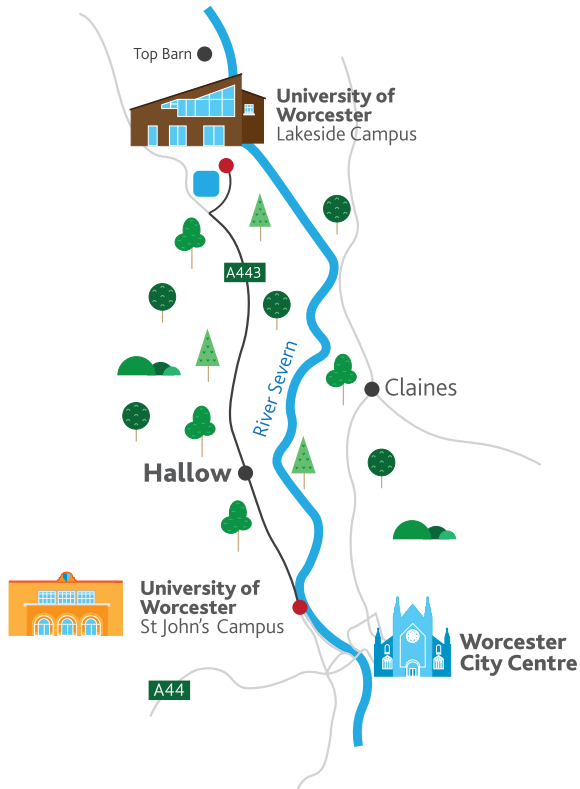 Top Barn
University of
Worcester
Lakeside Campus
A443
River Severn
Claines
Hallow
University of
Worcester
St John's Campus
Worcester
City Centre
A44